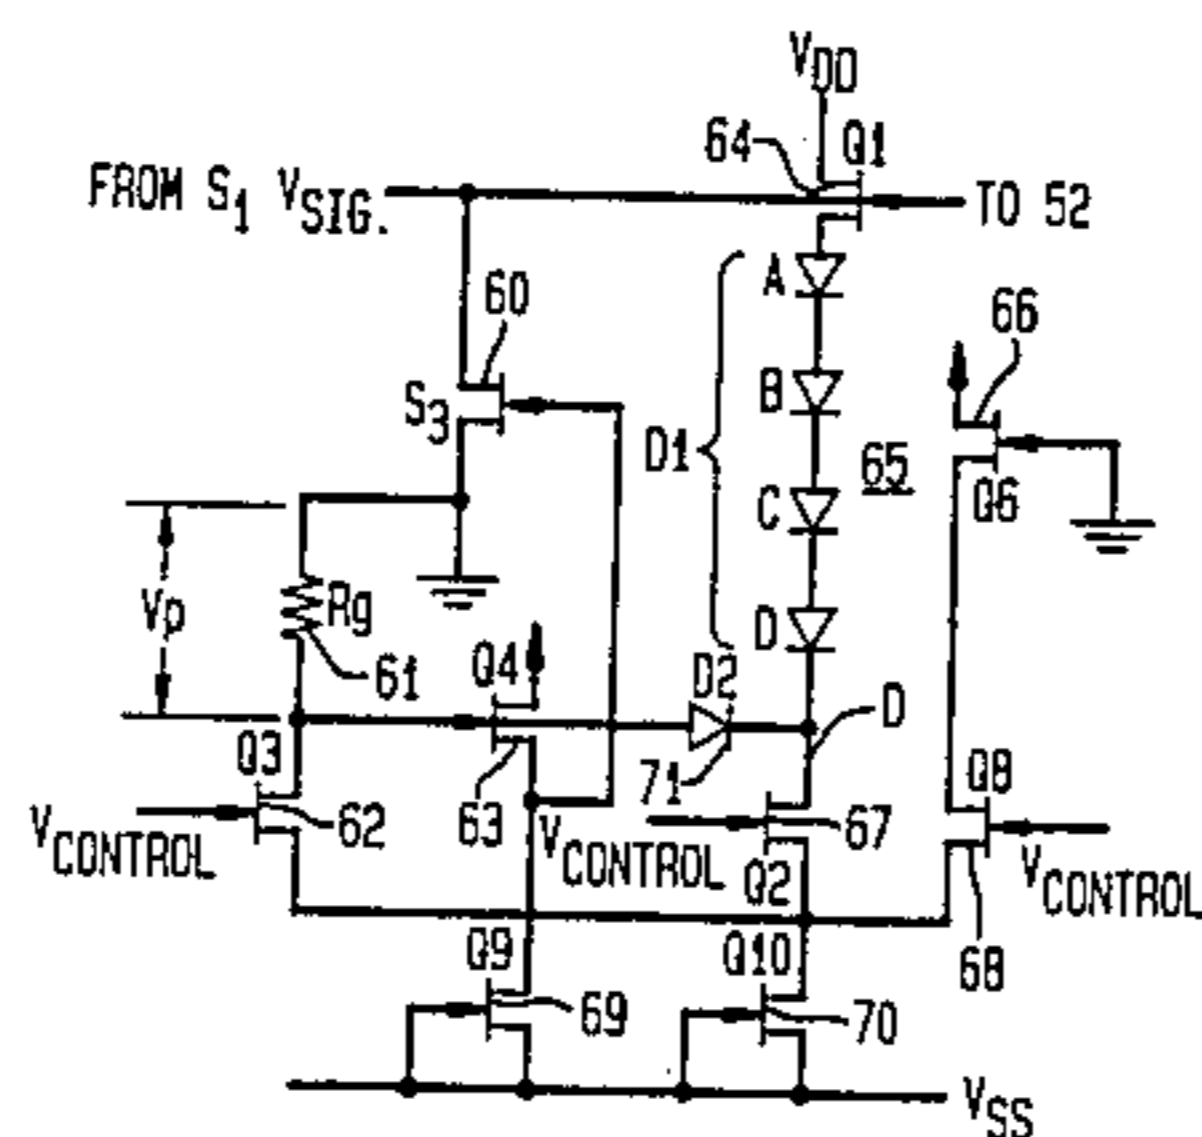 VDD
64
Q1
FROM S1 VSIG.
TO 52
A
60
66
S3
B
D1
65
Q6
C
Vp
Rg
D
61
Q4
D2
D
Q3
71
Q8
VCONTROL
62
63
VCONTROL
67
Q2
VCONTROL
Q9
Q10
68
69
70
VSS